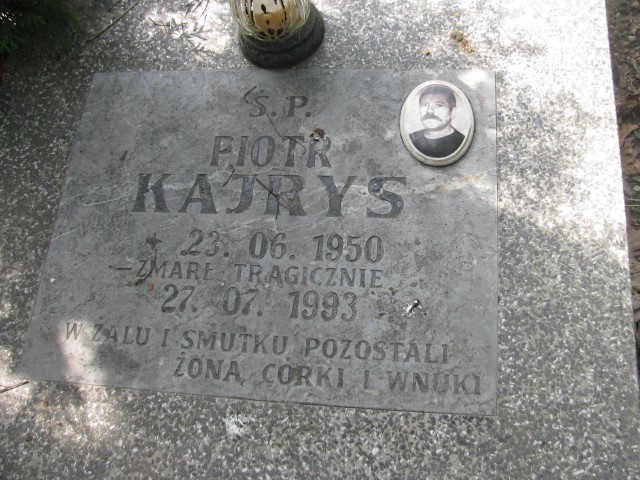 Ś.P.
PIOTR
KAJRYS
* 23. 06. 1950
ZMARŁ TRAGICZNIE
27. 07. 1993
W ŻALU I SMUTKU POZOSTALI
ŻONA, CÓRKI I WNUKI